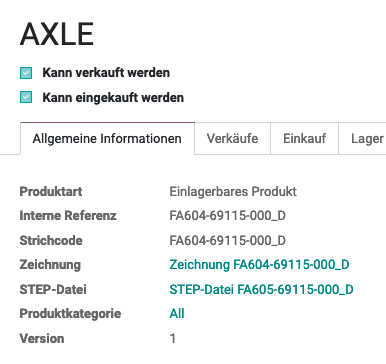 AXLE
Kann verkauft werden
Kann eingekauft werden
Allgemeine Informationen Verkäufe Einkauf Lager
Produktart Einlagerbares Produkt
Interne Referenz FA604-69115-000_D
Strichcode FA604-69115-000_D
Zeichnung Zeichnung FA604-69115-000_D
STEP-Datei STEP-Datei FA605-69115-000_D
Produktkategorie All
Version 1